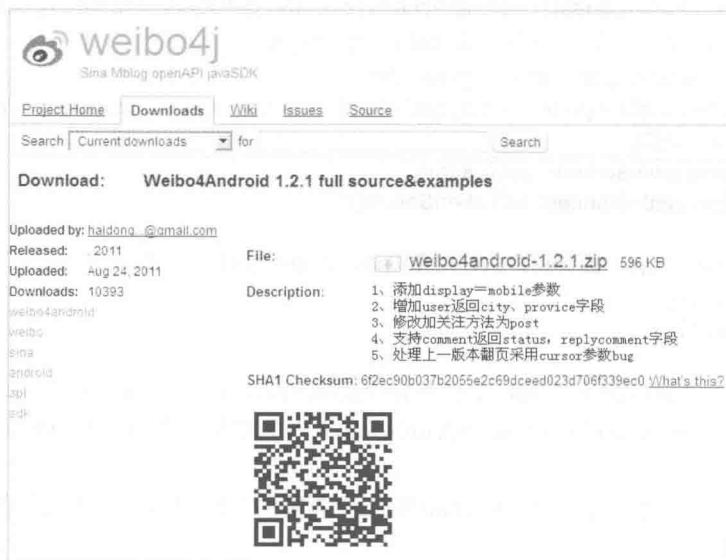 weibo4j
Sina Mblog openAPI javaSDK
Project Home Downloads Wiki Issues Source
Search Current downloads for Search
Download: Weibo4Android 1.2.1 full source&examples
Uploaded by: haidong...@gmail.com
Released: 2011
Uploaded: Aug 24, 2011
Downloads: 10393
weibo4android
weibo
sina
android
api
sdk
File: weibo4android-1.2.1.zip 596 KB
Description: 1、添加display＝mobile参数
2、增加user返回city、provice字段
3、修改加关注方法为post
4、支持comment返回status，replycomment字段
5、处理上一版本翻页采用cursor参数bug
SHA1 Checksum: 6f2ec90b037b2055e2c69dceed023d706f339ec0 What's this?